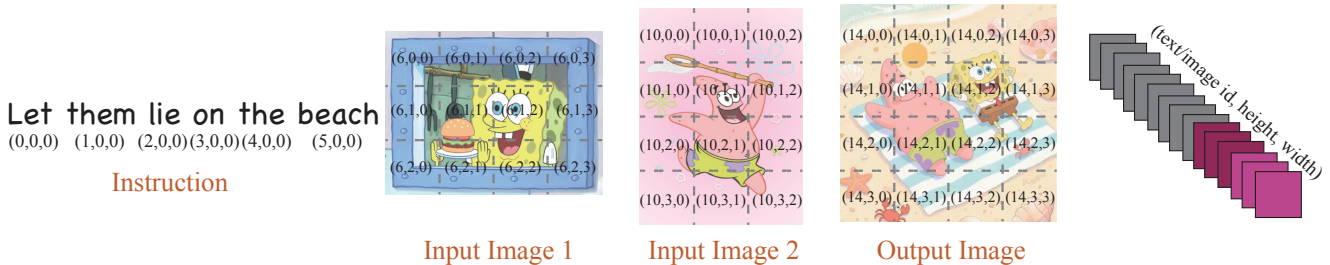 Let them lie on the beach
(0,0,0) (1,0.0) (2,0,0) (3,0,0) (4,0.0) (5,0.0)
Instruction
(6,0,0) (6,0,1) (6,0,2) (6,0,3)
(6,1,0) (6,1,1) (6,1,2) (6,1,3)
(6,2,0) (6,2,1) (6,2,2) (6,2,3)
Input Image 1
(10,0,0) (10,0,1) (10,0,2)
(10,1,0) (10,1,1) (10,1,2)
(10,2,0) (10,2,1) (10,2,2)
(10,3,0) (10,3,1) (10,3,2)
Input Image 2
(14,0,0) (14,0,1) (14,0,2) (14,0,3)
(14,1,0) (14,1,1) (14,1,2) (14,1,3)
(14,2,0) (14,2,1) (14,2,2) (14,2,3)
(14,3,0) (14,3,1) (14,3,2) (14,3,3)
Output Image
(text/image id, height, width)